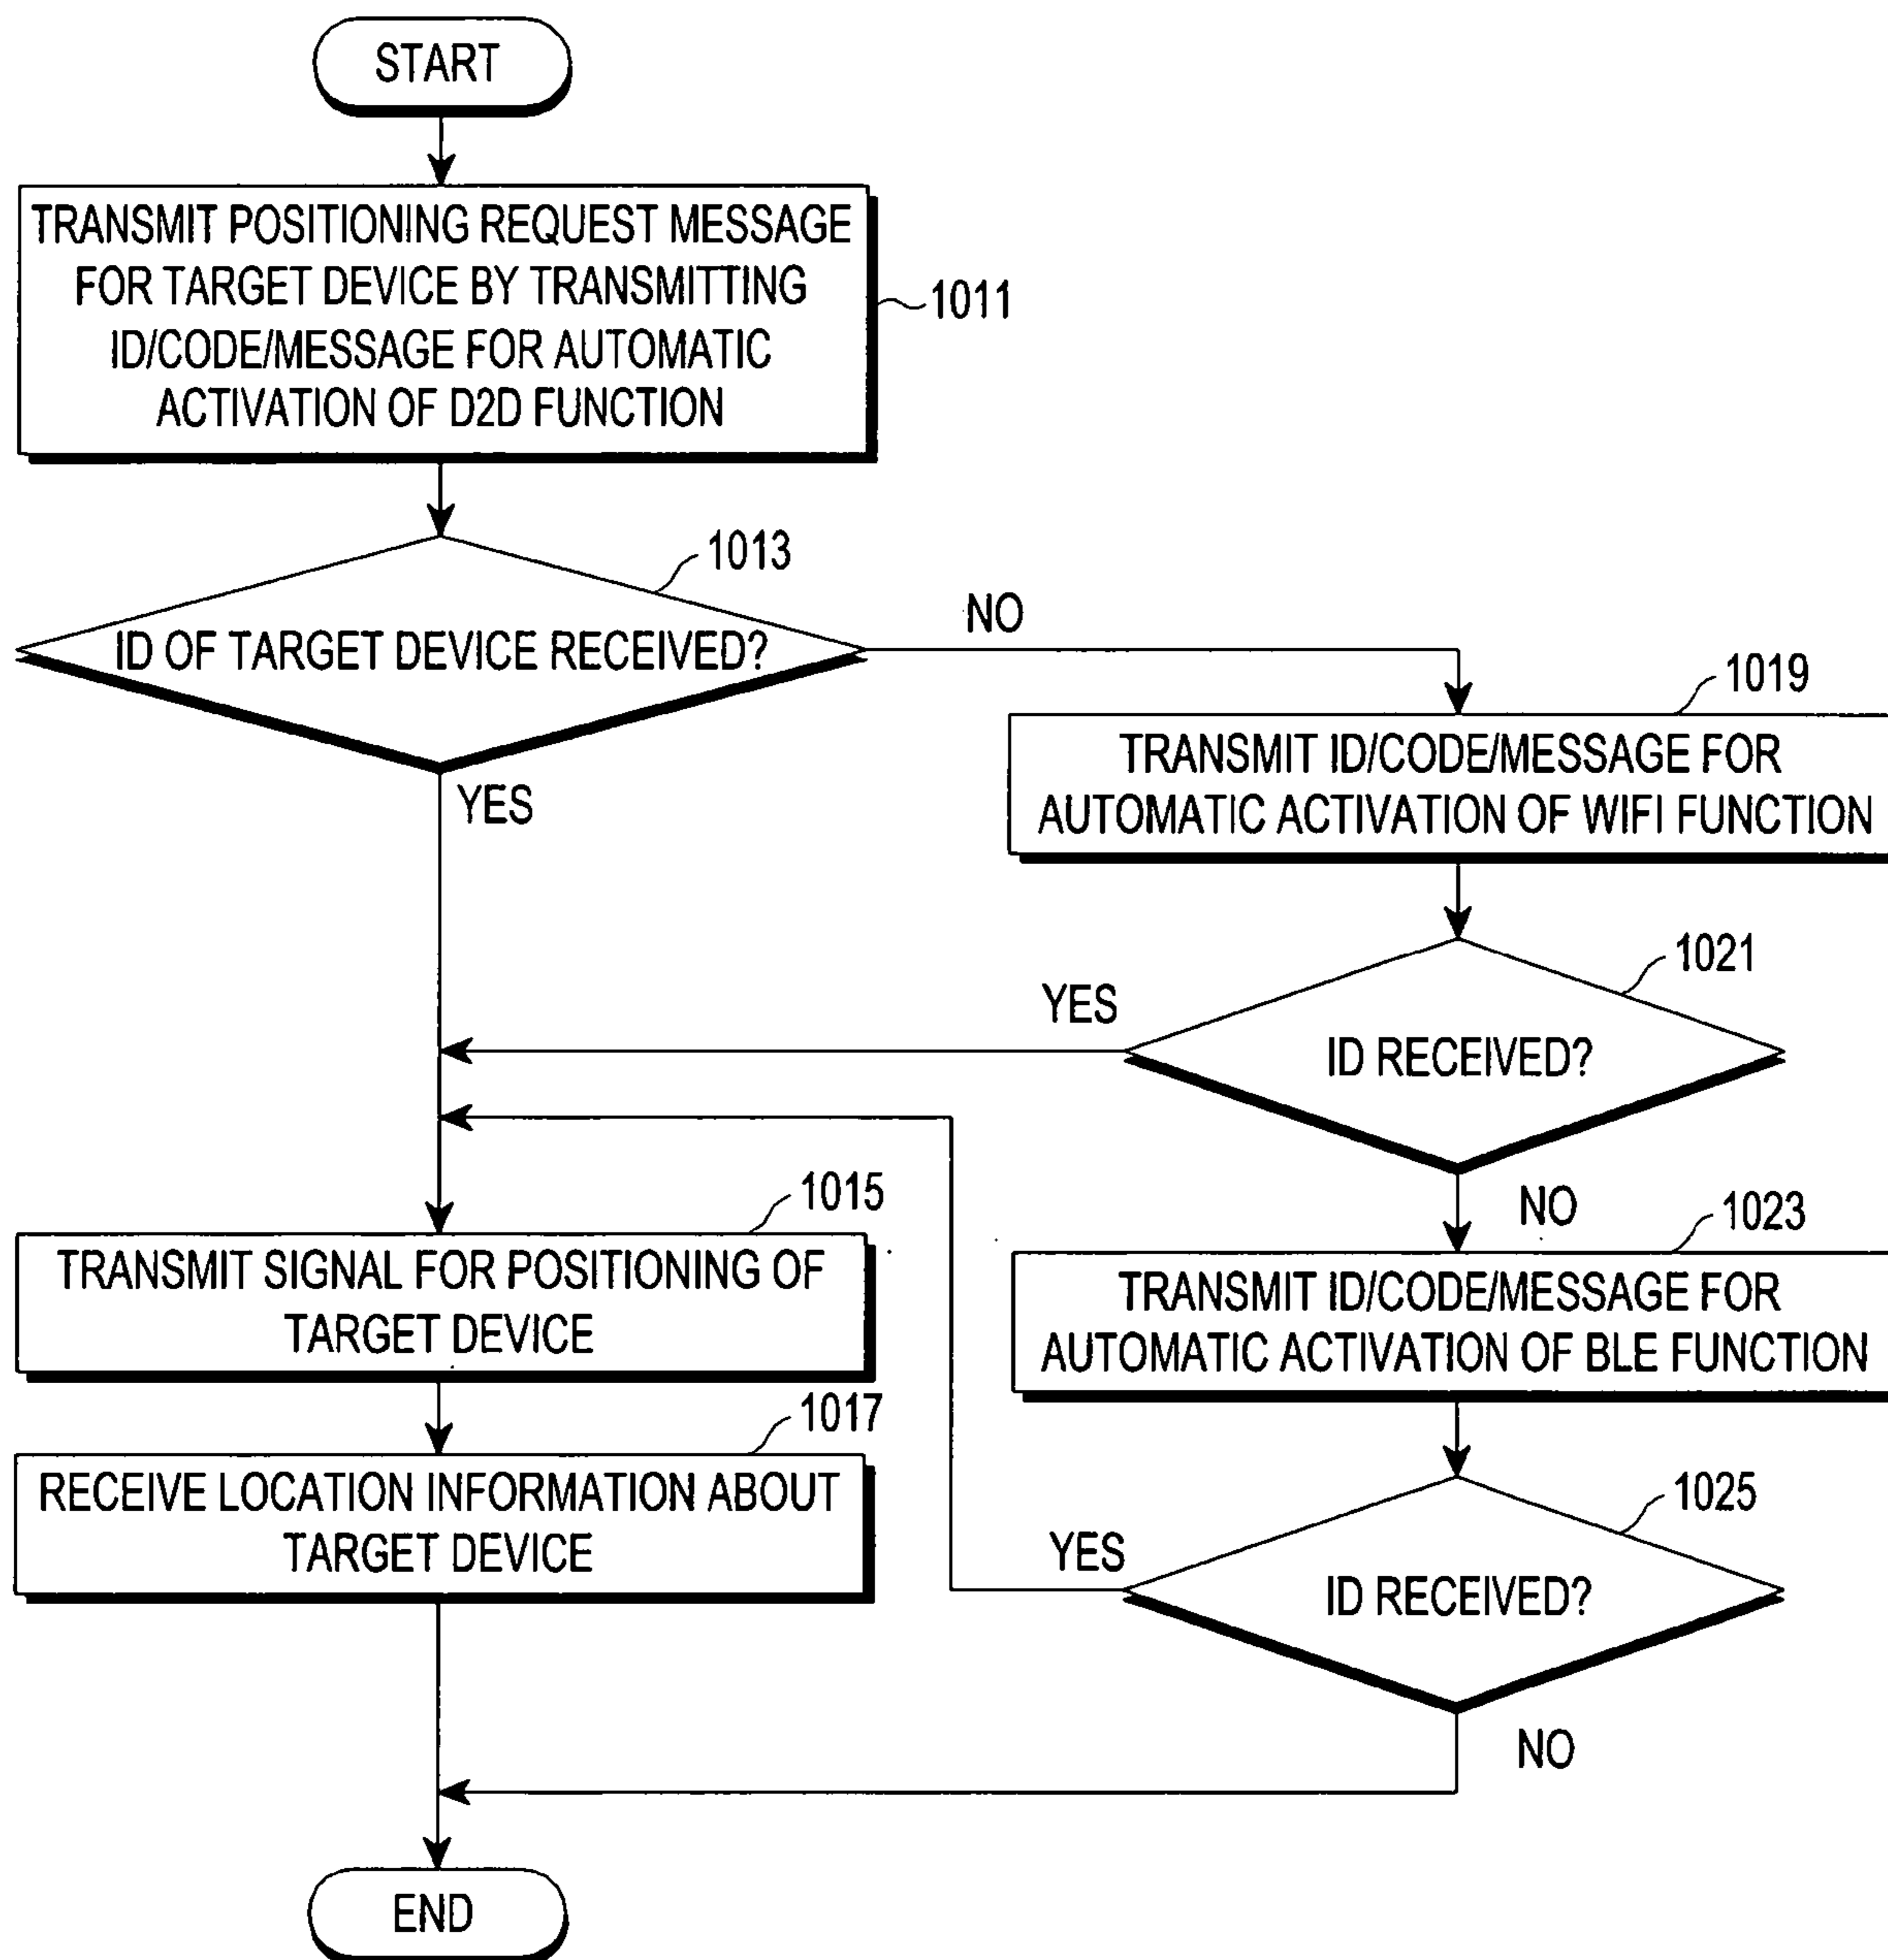 START
TRANSMIT POSITIONING REQUEST MESSAGE
FOR TARGET DEVICE BY TRANSMITTING
ID/CODE/MESSAGE FOR AUTOMATIC
ACTIVATION OF D2D FUNCTION
1011
1013
ID OF TARGET DEVICE RECEIVED?
NO
YES
1019
TRANSMIT ID/CODE/MESSAGE FOR
AUTOMATIC ACTIVATION OF WIFI FUNCTION
1021
YES
ID RECEIVED?
NO
1015
TRANSMIT SIGNAL FOR POSITIONING OF
TARGET DEVICE
1023
TRANSMIT ID/CODE/MESSAGE FOR
AUTOMATIC ACTIVATION OF BLE FUNCTION
1017
RECEIVE LOCATION INFORMATION ABOUT
TARGET DEVICE
1025
YES
ID RECEIVED?
NO
END